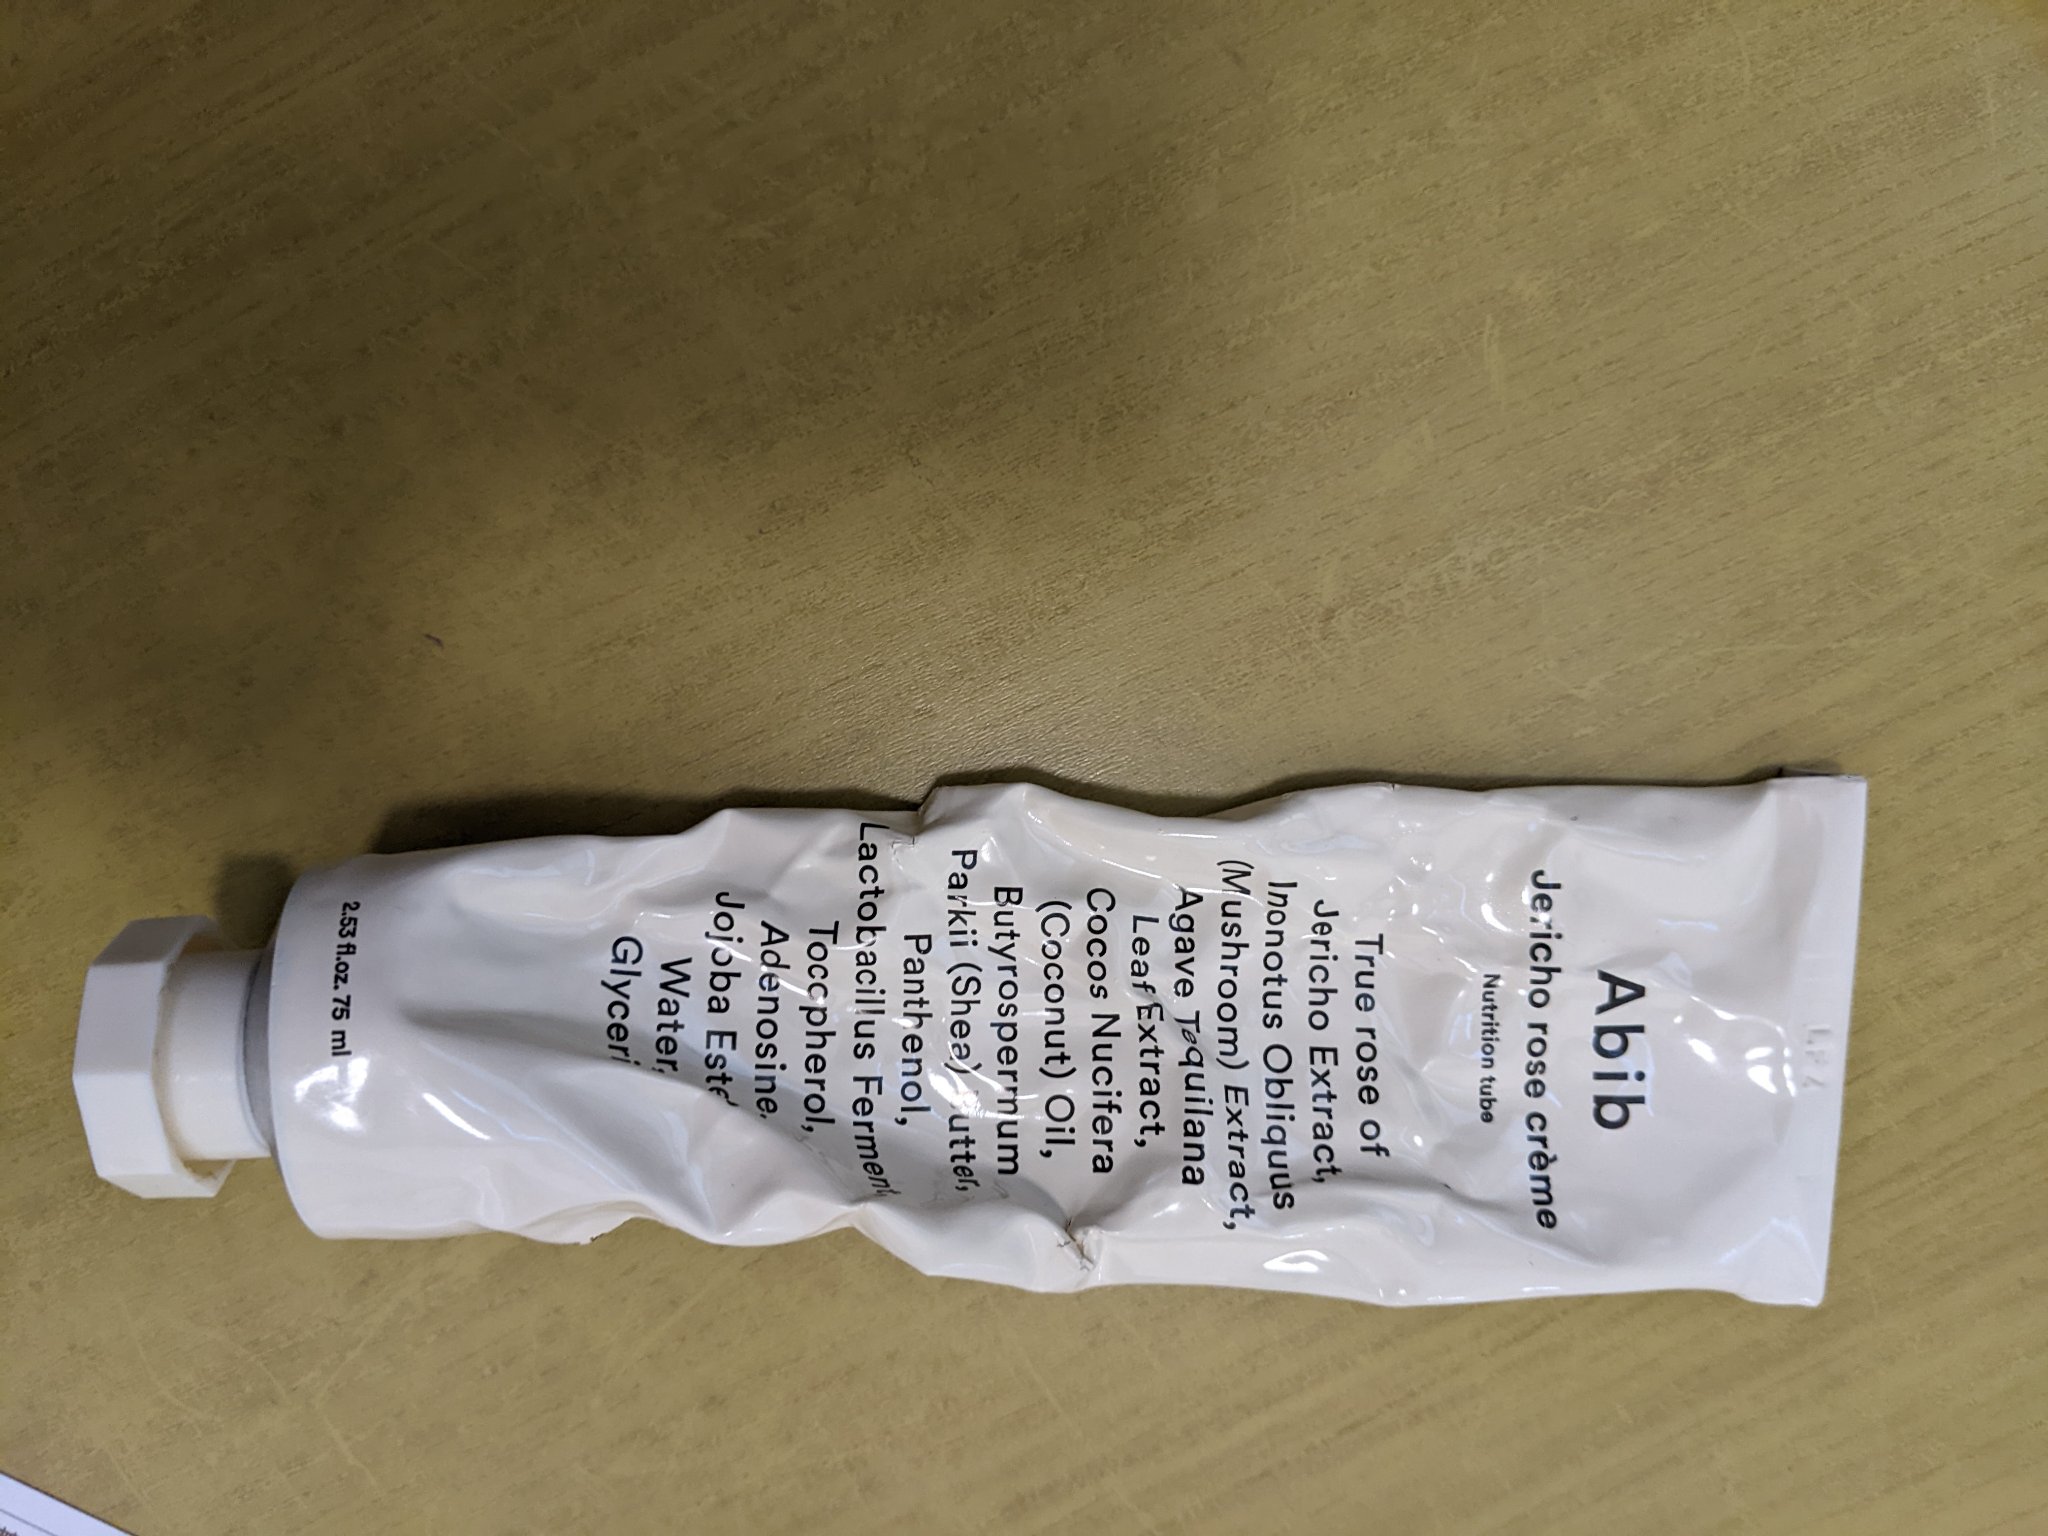 Abib
Jericho rose crème
Nutrition tube
True rose of
Jericho Extract,
Inonotus Obliquus
(Mushroom) Extract,
Agave Tequilana
Leaf Extract,
Cocos Nucifera
(Coconut) Oil,
Butyrospermum
Parkii (Shea) Butter,
Panthenol,
Lactobacillus Ferment,
Tocopherol,
Adenosine,
Jojoba
Water,
2.53 fl.oz. 75 ml